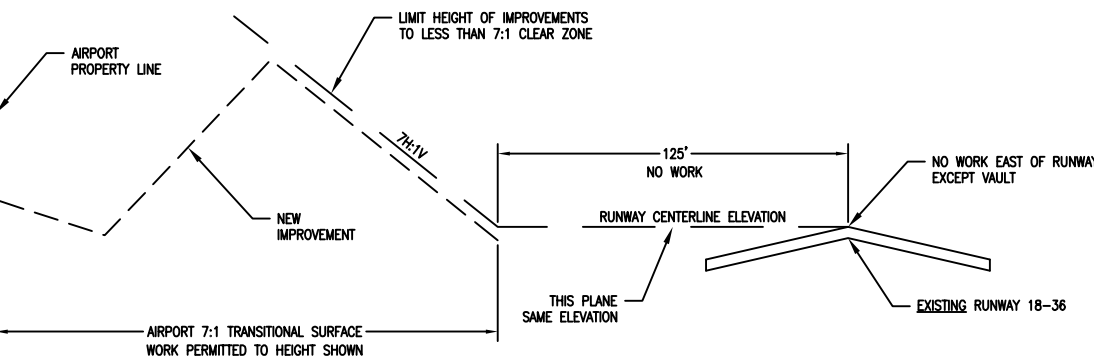 LIMIT HEIGHT OF IMPROVEMENTS
TO LESS THAN 7:1 CLEAR ZONE
AIRPORT
PROPERTY LINE
7H:1V
125'
NO WORK
NO WORK EAST OF RUNWAY
EXCEPT VAULT
NEW
IMPROVEMENT
RUNWAY CENTERLINE ELEVATION
THIS PLANE
SAME ELEVATION
EXISTING RUNWAY 18-36
AIRPORT 7:1 TRANSITIONAL SURFACE
WORK PERMITTED TO HEIGHT SHOWN